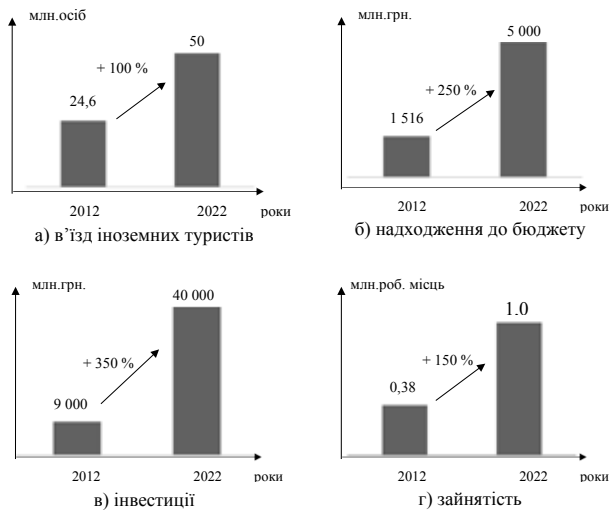 млн.осіб
50
+ 100 %
24,6
2012
2022
роки
а) в’їзд іноземних туристів
млн.грн.
5 000
+ 250 %
1 516
2012
2022
роки
б) надходження до бюджету
млн.грн.
40 000
+ 350 %
9 000
2012
2022
роки
в) інвестиції
млн.роб. місць
1.0
+ 150 %
0,38
2012
2022
роки
г) зайнятість